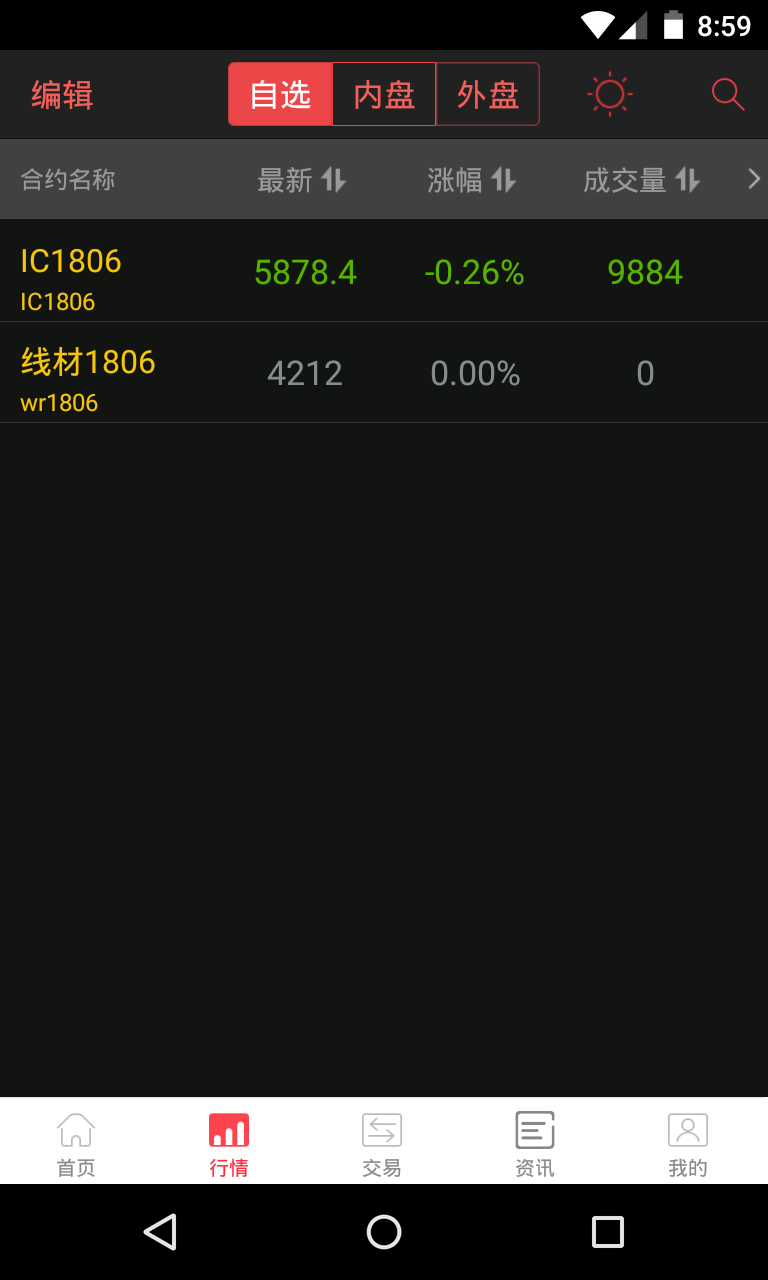 8:59
编辑 自选 内盘 外盘
合约名称 最新 涨幅 成交量
IC1806 5878.4 -0.26% 9884
IC1806
线材1806 4212 0.00% 0
wr1806
首页 行情 交易 资讯 我的